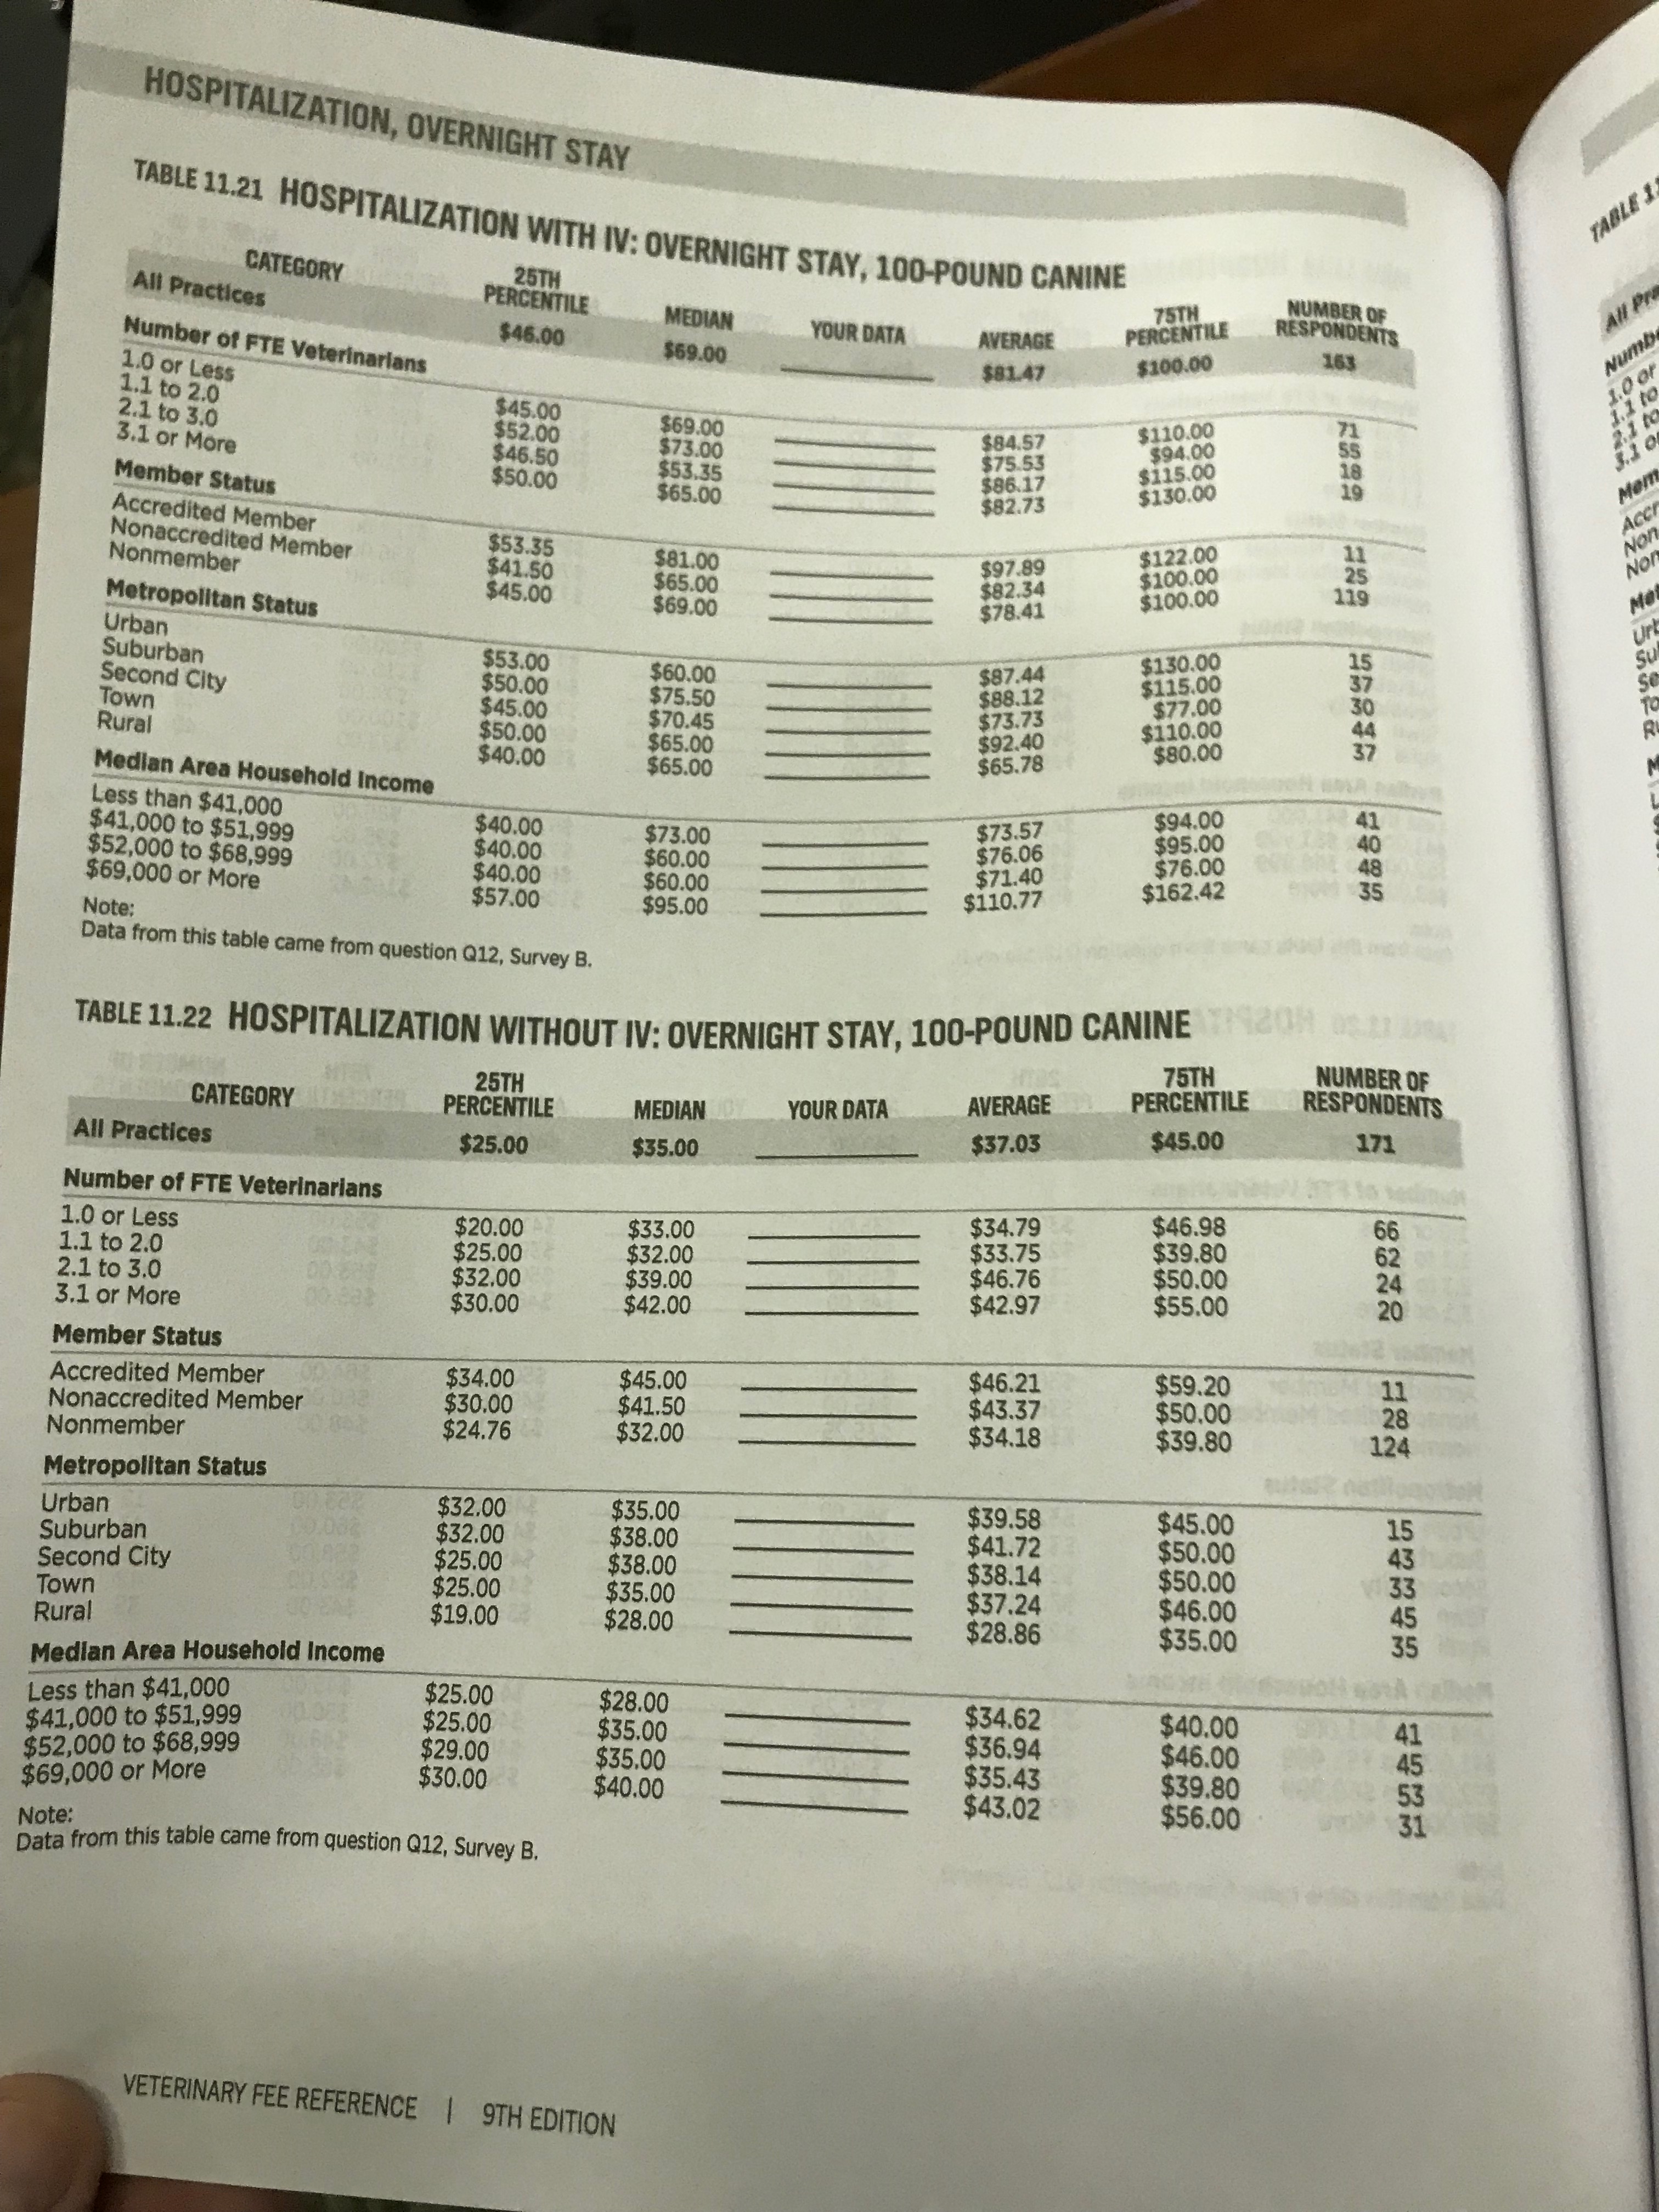 HOSPITALIZATION, OVERNIGHT STAY
TABLE 11.21 HOSPITALIZATION WITH IV: OVERNIGHT STAY, 100-POUND CANINE
CATEGORY 25TH PERCENTILE MEDIAN YOUR DATA AVERAGE 75TH PERCENTILE NUMBER OF RESPONDENTS
All Practices $46.00 $69.00 $81.47 $100.00 163
Number of FTE Veterinarians
1.0 or Less $45.00 $69.00 $84.57 $110.00 71
1.1 to 2.0 $52.00 $73.00 $75.53 $94.00 55
2.1 to 3.0 $46.50 $53.35 $86.17 $115.00 18
3.1 or More $50.00 $65.00 $82.73 $130.00 19
Member Status
Accredited Member $53.35 $81.00 $97.89 $122.00 11
Nonaccredited Member $41.50 $65.00 $82.34 $100.00 25
Nonmember $45.00 $69.00 $78.41 $100.00 119
Metropolitan Status
Urban $53.00 $60.00 $87.44 $130.00 15
Suburban $50.00 $75.50 $88.12 $115.00 37
Second City $45.00 $70.45 $73.73 $77.00 30
Town $50.00 $65.00 $92.40 $110.00 44
Rural $40.00 $65.00 $65.78 $80.00 37
Median Area Household Income
Less than $41,000 $40.00 $73.00 $73.57 $94.00 41
$41,000 to $51,999 $40.00 $60.00 $76.06 $95.00 40
$52,000 to $68,999 $40.00 $60.00 $71.40 $76.00 48
$69,000 or More $57.00 $95.00 $110.77 $162.42 35
Note:
Data from this table came from question Q12, Survey B.
TABLE 11.22 HOSPITALIZATION WITHOUT IV: OVERNIGHT STAY, 100-POUND CANINE
CATEGORY 25TH PERCENTILE MEDIAN YOUR DATA AVERAGE 75TH PERCENTILE NUMBER OF RESPONDENTS
All Practices $25.00 $35.00 $37.03 $45.00 171
Number of FTE Veterinarians
1.0 or Less $20.00 $33.00 $34.79 $46.98 66
1.1 to 2.0 $25.00 $32.00 $33.75 $39.80 62
2.1 to 3.0 $32.00 $39.00 $46.76 $50.00 24
3.1 or More $30.00 $42.00 $42.97 $55.00 20
Member Status
Accredited Member $34.00 $45.00 $46.21 $59.20 11
Nonaccredited Member $30.00 $41.50 $43.37 $50.00 28
Nonmember $24.76 $32.00 $34.18 $39.80 124
Metropolitan Status
Urban $32.00 $35.00 $39.58 $45.00 15
Suburban $32.00 $38.00 $41.72 $50.00 43
Second City $25.00 $38.00 $38.14 $50.00 33
Town $25.00 $35.00 $37.24 $46.00 45
Rural $19.00 $28.00 $28.86 $35.00 35
Median Area Household Income
Less than $41,000 $25.00 $28.00 $34.62 $40.00 41
$41,000 to $51,999 $25.00 $35.00 $36.94 $46.00 45
$52,000 to $68,999 $29.00 $35.00 $35.43 $39.80 53
$69,000 or More $30.00 $40.00 $43.02 $56.00 31
Note:
Data from this table came from question Q12, Survey B.
VETERINARY FEE REFERENCE | 9TH EDITION